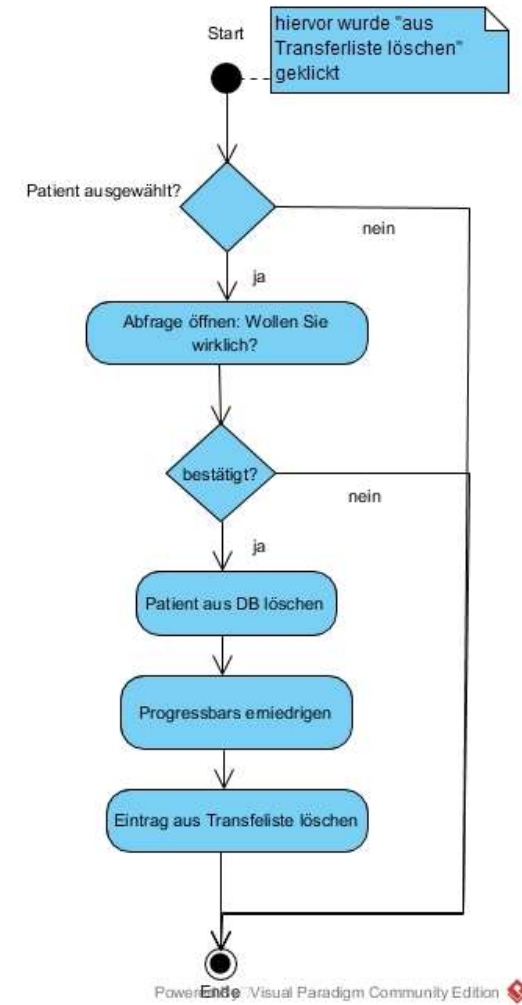 Start
hiervor wurde "aus
Transferliste löschen"
geklickt
Patient ausgewählt?
nein
ja
Abfrage öffnen: Wollen Sie
wirklich?
bestätigt?
nein
ja
Patient aus DB löschen
Progressbars erniedrigen
Eintrag aus Transfeliste löschen
Ende
Visual Paradigm Community Edition